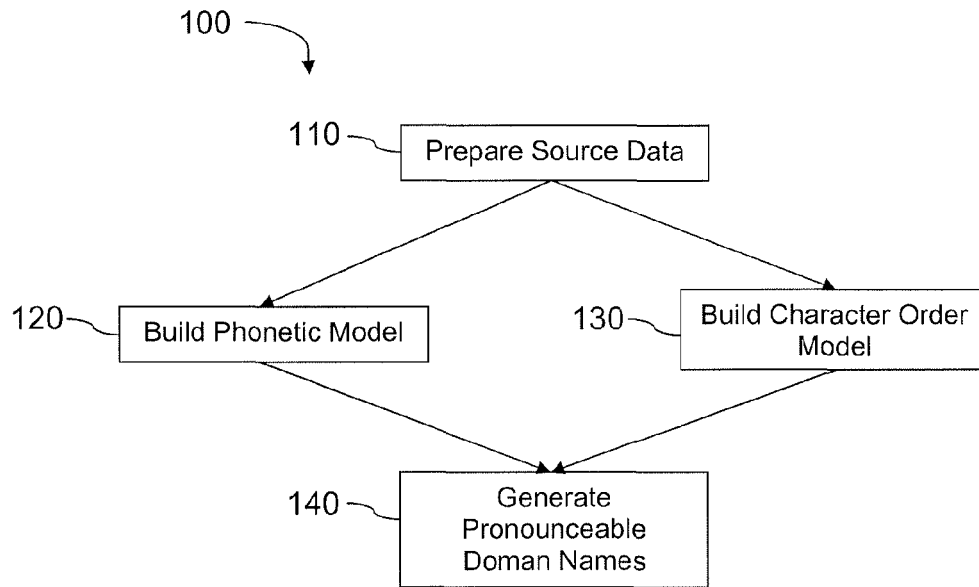 100
110
Prepare Source Data
120
Build Phonetic Model
130
Build Character Order
Model
140
Generate
Pronounceable
Doman Names